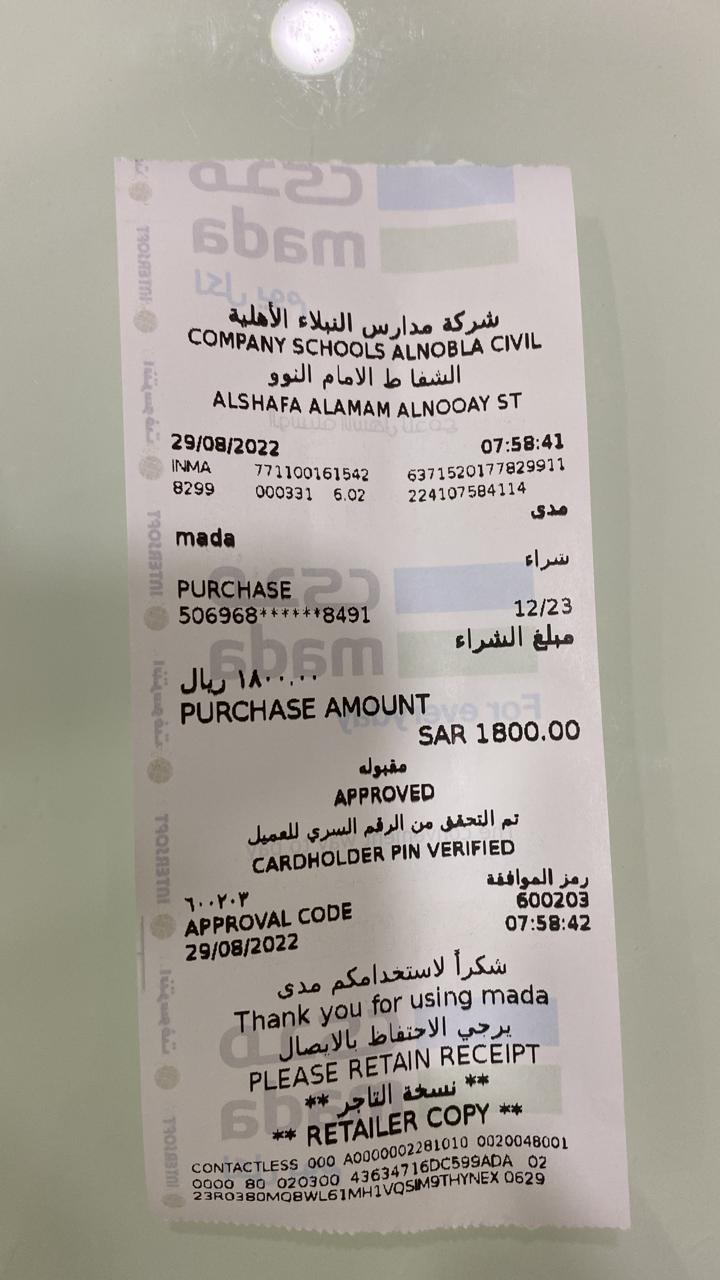 شركة مدارس النبلاء الأهلية
COMPANY SCHOOLS ALNOBLA CIVIL
الشفا ط الامام النوو
ALSHAFA ALAMAM ALNOOAY ST
29/08/2022 07:58:41
INMA 771100161542 6371520177829911
8299 000331 6.02 224107584114
مدى
mada
شراء
PURCHASE
506968******8491 12/23
مبلغ الشراء
١٨٠٠.٠٠ ريال
PURCHASE AMOUNT
SAR 1800.00
مقبوله
APPROVED
تم التحقق من الرقم السري للعميل
CARDHOLDER PIN VERIFIED
رمز الموافقة
٦٠٠٢٠٣ 600203
APPROVAL CODE
29/08/2022 07:58:42
شكراً لاستخدامكم مدى
Thank you for using mada
يرجي الاحتفاظ بالايصال
PLEASE RETAIN RECEIPT
** نسخة التاجر **
** RETAILER COPY **
CONTACTLESS 000 A0000002281010 0020048001
0000 80 020300 43634716DC599ADA 02
23R0380MQBWL61MH1VQSIM9THYNEX 0629